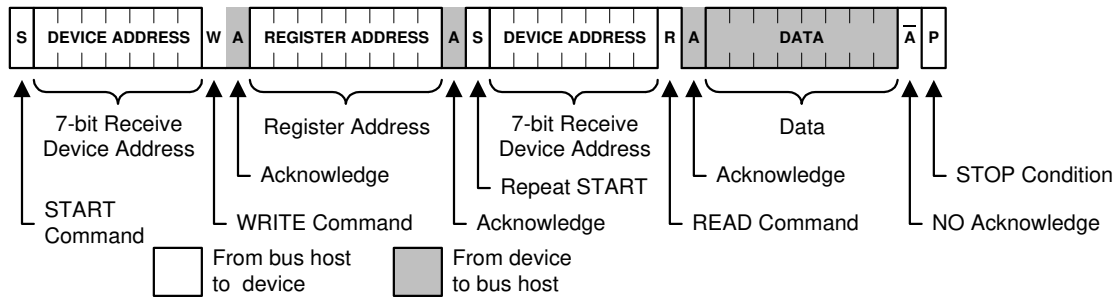 S DEVICE ADDRESS W A REGISTER ADDRESS A S DEVICE ADDRESS R A DATA A̅ P
7-bit Receive
Device Address
Register Address
7-bit Receive
Device Address
Data
START
Command
WRITE Command
Acknowledge
Acknowledge
Repeat START
READ Command
Acknowledge
NO Acknowledge
STOP Condition
From bus host
to device
From device
to bus host